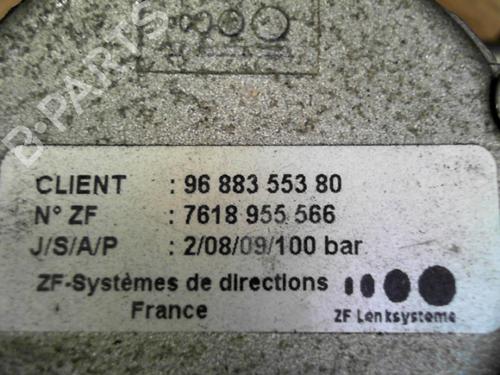 B-PARTS
CLIENT : 96 883 553 80
N° ZF : 7618 955 566
J/S/A/P : 2/08/09/100 bar
ZF-Systèmes de directions
France
ZF Lenksysteme